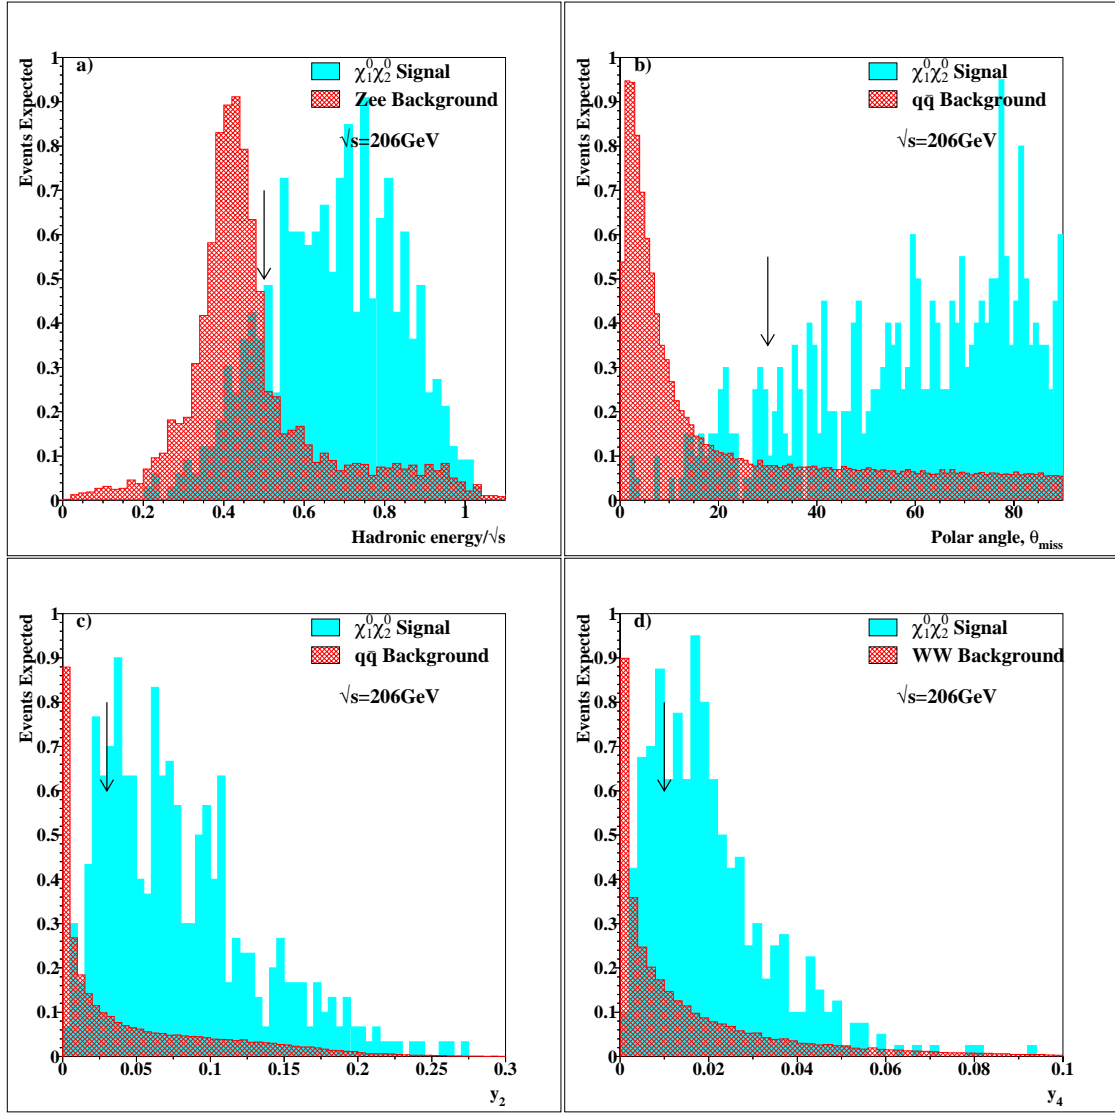 a)
χ₁⁰χ₂⁰ Signal
Zee Background
√s=206GeV
Events Expected
1
0.9
0.8
0.7
0.6
0.5
0.4
0.3
0.2
0.1
0
0 0.2 0.4 0.6 0.8 1
Hadronic energy/√s
b)
χ₁⁰χ₂⁰ Signal
qq̄ Background
√s=206GeV
Events Expected
1
0.9
0.8
0.7
0.6
0.5
0.4
0.3
0.2
0.1
0
0 20 40 60 80
Polar angle, θmiss
c)
χ₁⁰χ₂⁰ Signal
qq̄ Background
√s=206GeV
Events Expected
1
0.9
0.8
0.7
0.6
0.5
0.4
0.3
0.2
0.1
0
0 0.05 0.1 0.15 0.2 0.25 0.3
y₂
d)
χ₁⁰χ₂⁰ Signal
WW Background
√s=206GeV
Events Expected
1
0.9
0.8
0.7
0.6
0.5
0.4
0.3
0.2
0.1
0
0 0.02 0.04 0.06 0.08 0.1
y₄